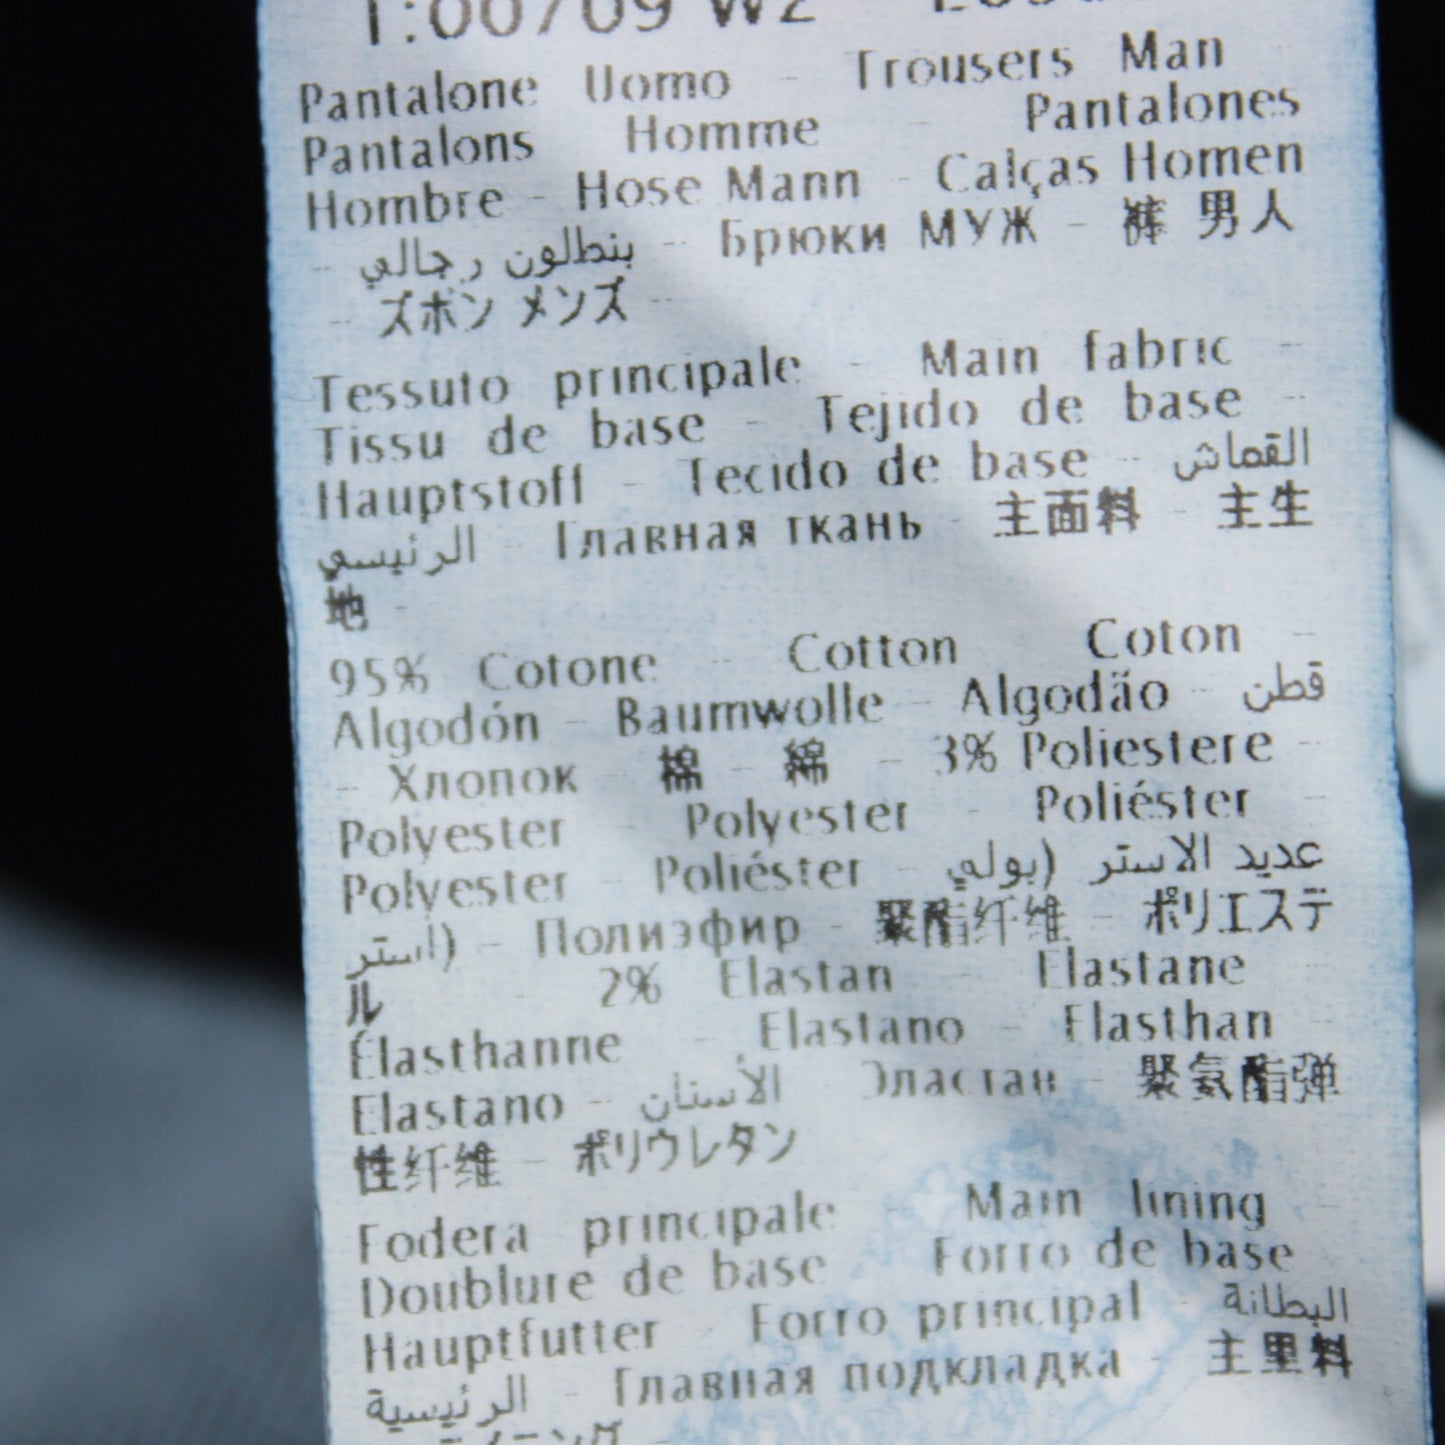 Pantalone Uomo - Trousers Man
Pantalons Homme Pantalones
Hombre - Hose Mann - Calças Homen
- بنطلون رجالي - Брюки МУЖ - 裤 男人
- ズボン メンズ -
Tessuto principale - Main fabric -
Tissu de base - Tejido de base -
Hauptstoff - Tecido de base - القماش
الرئيسي - Главная ткань - 主面料 - 主生
地 -
95% Cotone - Cotton Coton -
Algodón - Baumwolle - Algodão - قطن
- Хлопок - 棉 - 綿 - 3% Poliestere -
Polyester - Polyester - Poliéster -
Polyester - Poliéster - عديد الاستر (بولي
استر) - Полиэфир - 聚酯纤维 - ポリエステ
ル - 2% Elastan - Elastane -
Élasthanne - Elastano - Elasthan -
Elastano - الأستان - Эластан - 聚氨酯弹
性纤维 - ポリウレタン
Fodera principale - Main lining
Doublure de base - Forro de base
Hauptfutter - Forro principal - البطانة
الرئيسية - Главная подкладка - 主里料